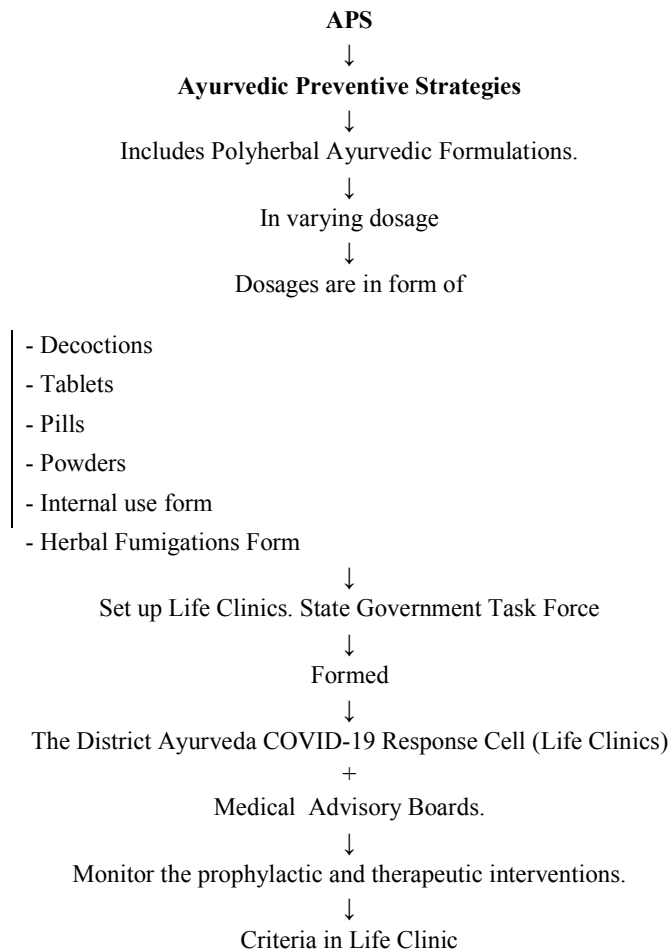 APS
↓
Ayurvedic Preventive Strategies
↓
Includes Polyherbal Ayurvedic Formulations.
↓
In varying dosage
↓
Dosages are in form of
- Decoctions
- Tablets
- Pills
- Powders
- Internal use form
- Herbal Fumigations Form
↓
Set up Life Clinics. State Government Task Force
↓
Formed
↓
The District Ayurveda COVID-19 Response Cell (Life Clinics)
+
Medical Advisory Boards.
↓
Monitor the prophylactic and therapeutic interventions.
↓
Criteria in Life Clinic